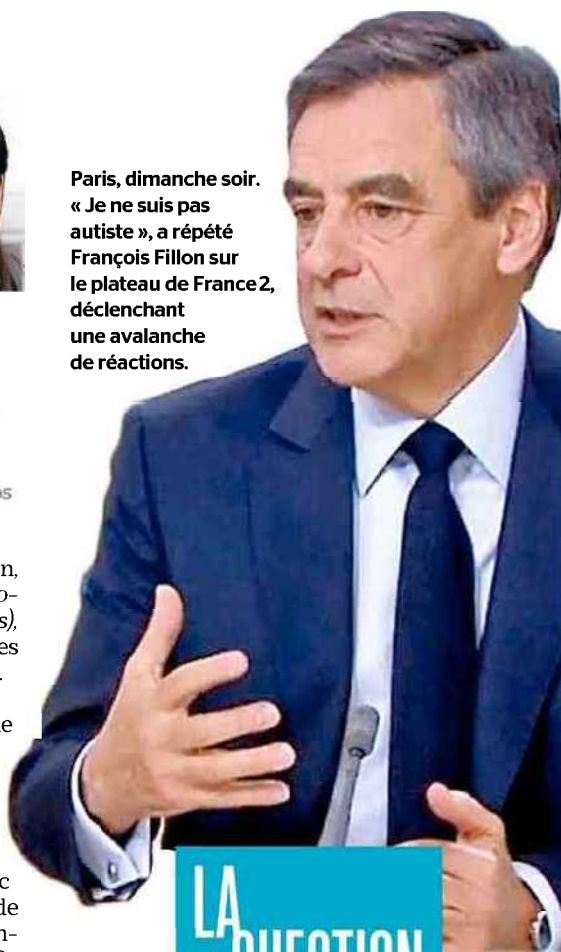 Paris, dimanche soir.
« Je ne suis pas
autiste », a répété
François Fillon sur
le plateau de France 2,
déclenchant
une avalanche
de réactions.
LA
QUESTION